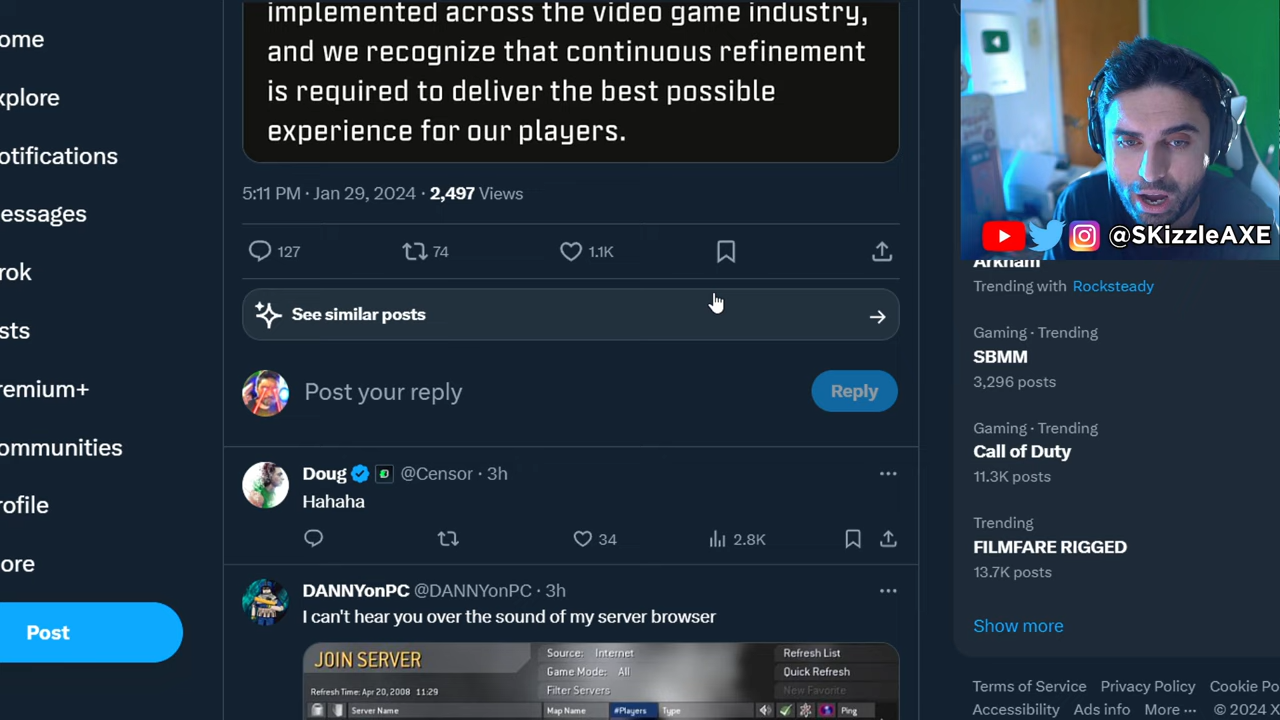 ome
xplore
otifications
essages
rok
sts
remium+
ommunities
rofile
ore
Post
implemented across the video game industry,
and we recognize that continuous refinement
is required to deliver the best possible
experience for our players.
5:11 PM · Jan 29, 2024 · 2,497 Views
127 74 1.1K
See similar posts
Post your reply
Reply
Doug @Censor · 3h
Hahaha
34 2.8K
DANNYonPC @DANNYonPC · 3h
I can't hear you over the sound of my server browser
JOIN SERVER
Source: Internet
Refresh List
Game Mode: All
Quick Refresh
Filter Servers
New Favorite
Refresh Time: Apr 20, 2008 11:29
Server Name Map Name #Players Type Ping
@SKizzleAXE
Arkham
Trending with Rocksteady
Gaming · Trending
SBMM
3,296 posts
Gaming · Trending
Call of Duty
11.3K posts
Trending
FILMFARE RIGGED
13.7K posts
Show more
Terms of Service Privacy Policy Cookie Po
Accessibility Ads info More ··· © 2024 X